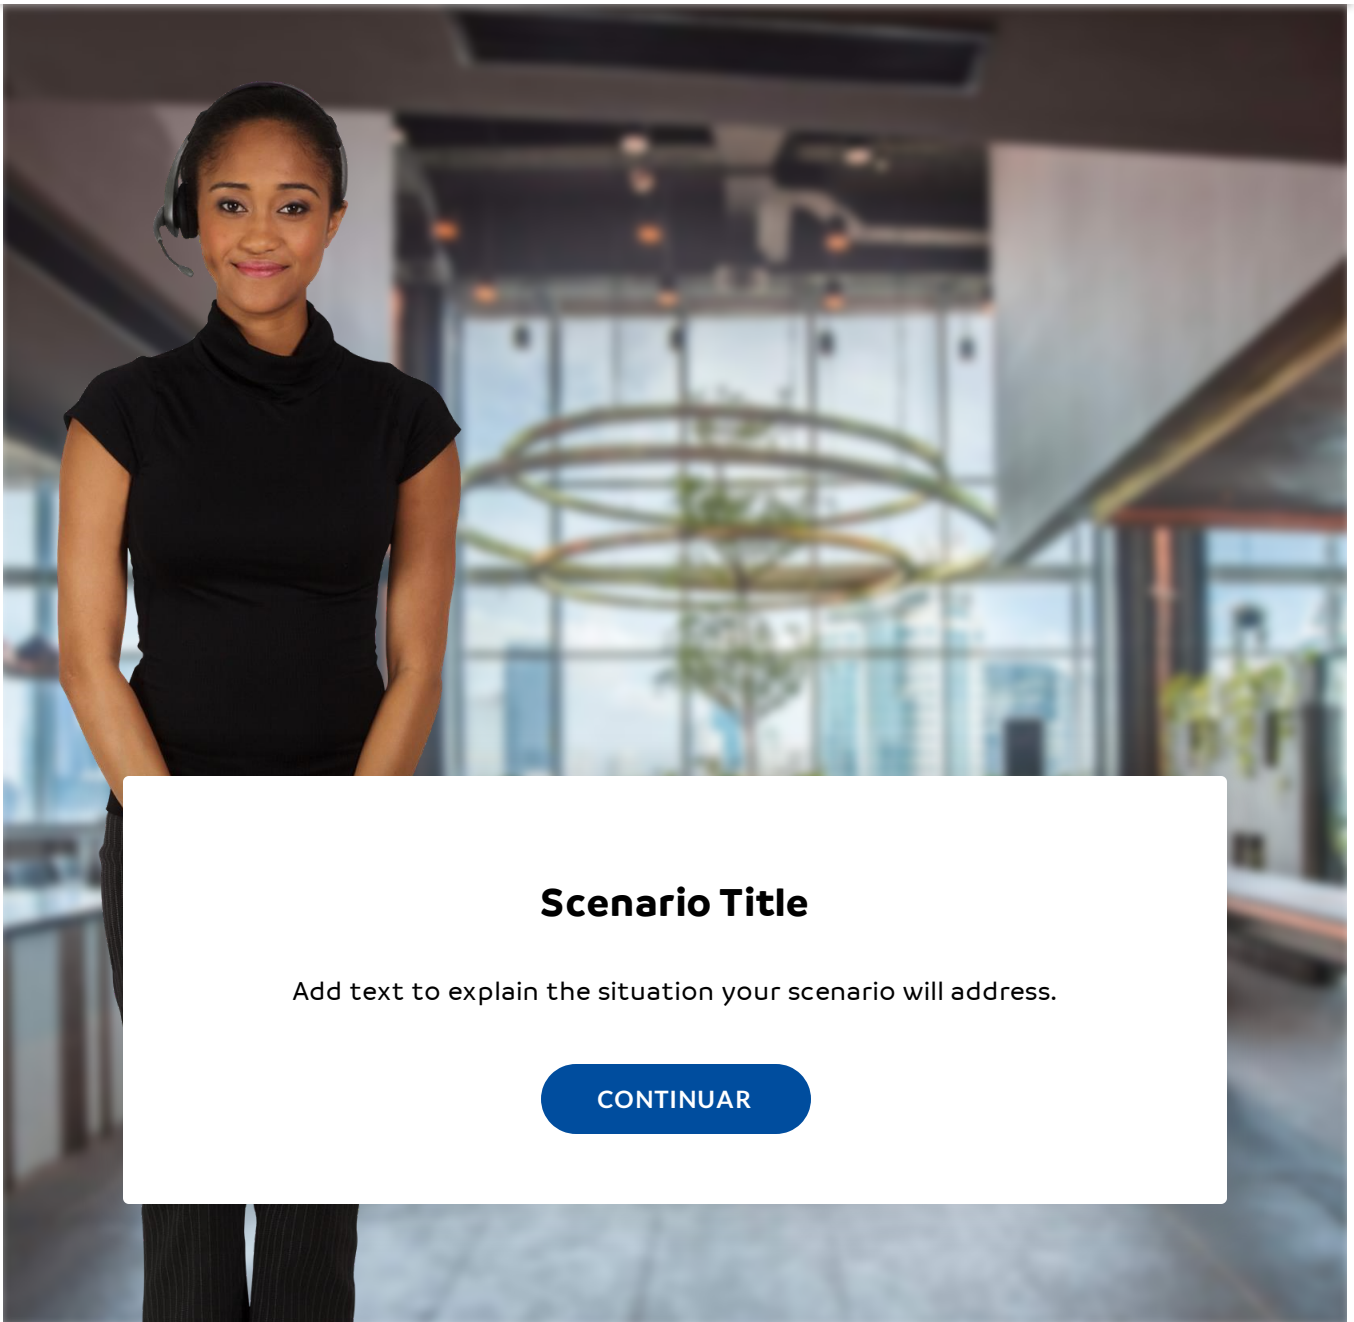 Scenario Title
Add text to explain the situation your scenario will address.
CONTINUAR